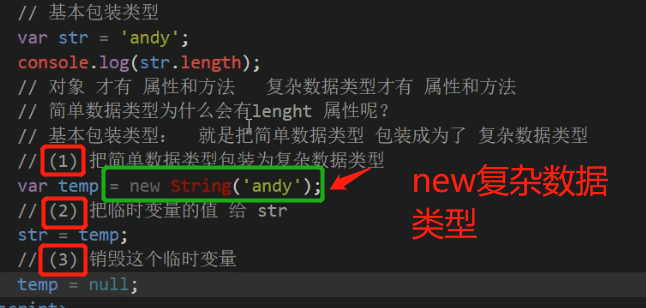 // 基本包装类型
var str = 'andy';
console.log(str.length);
// 对象 才有 属性和方法   复杂数据类型才有 属性和方法
// 简单数据类型为什么会有lenght 属性呢?
// 基本包装类型:  就是把简单数据类型 包装成为了 复杂数据类型
// (1) 把简单数据类型包装为复杂数据类型
var temp = new String('andy');
new复杂数据
类型
// (2) 把临时变量的值 给 str
str = temp;
// (3) 销毁这个临时变量
temp = null;
script>